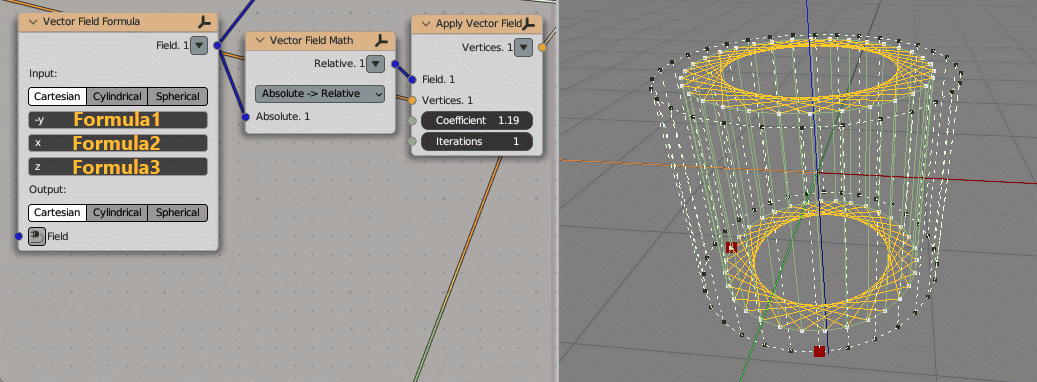 Vector Field Formula
Field. 1
Input:
Cartesian Cylindrical Spherical
-y Formula1
x Formula2
z Formula3
Output:
Cartesian Cylindrical Spherical
Field
Vector Field Math
Relative. 1
Absolute -> Relative
Absolute. 1
Apply Vector Field
Vertices. 1
Field. 1
Vertices. 1
Coefficient 1.19
Iterations 1